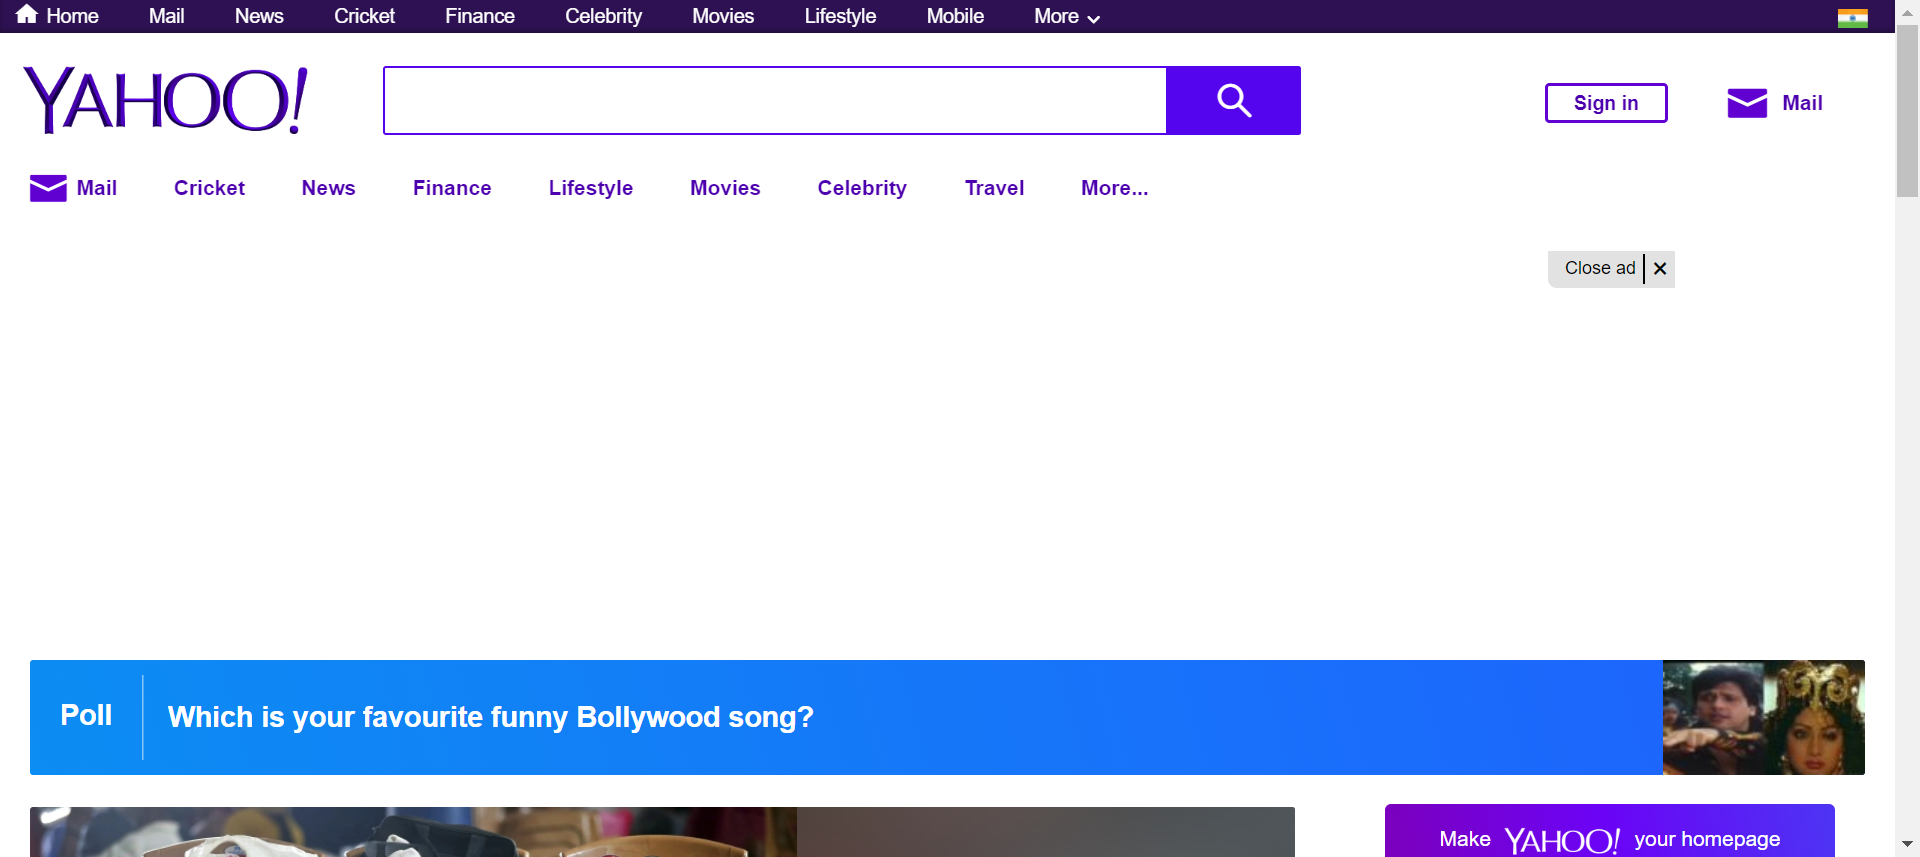 Home Mail News Cricket Finance Celebrity Movies Lifestyle Mobile More
YAHOO!
Sign in
Mail
Mail Cricket News Finance Lifestyle Movies Celebrity Travel More...
Close ad
Poll
Which is your favourite funny Bollywood song?
Make YAHOO! your homepage